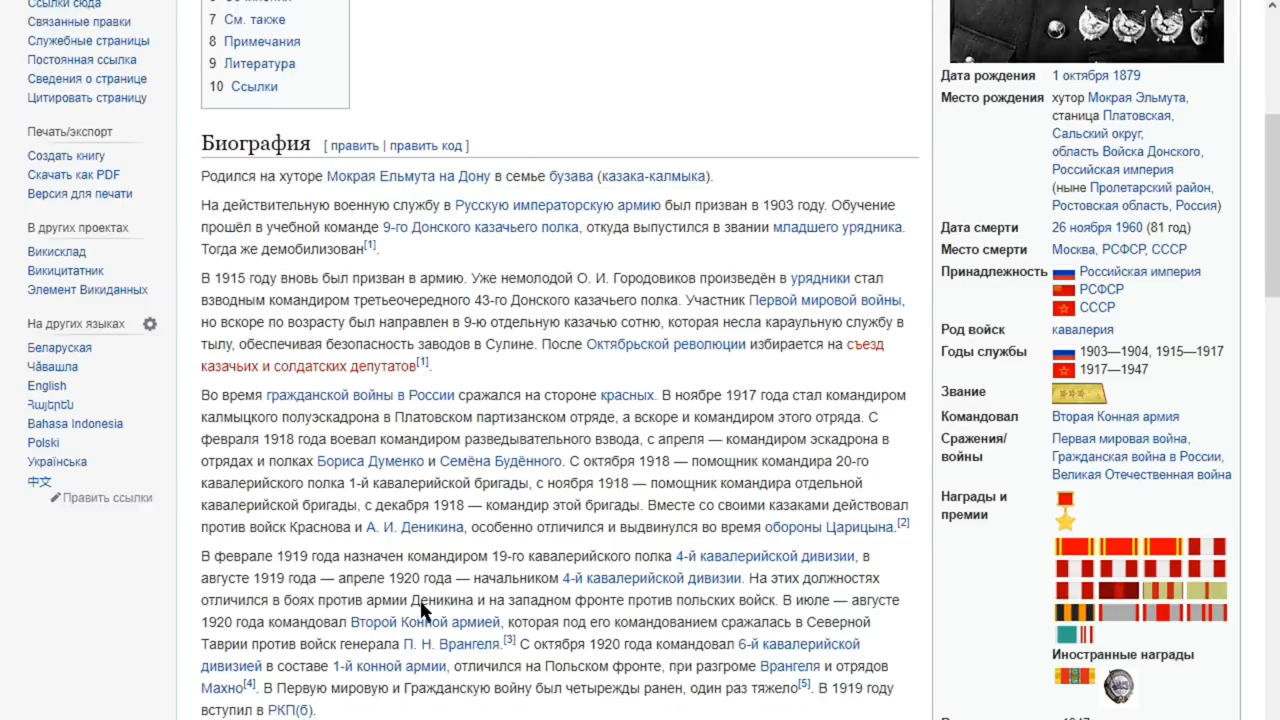 Ссылки сюда
Связанные правки
Служебные страницы
Постоянная ссылка
Сведения о странице
Цитировать страницу
Печать/экспорт
Создать книгу
Скачать как PDF
Версия для печати
В других проектах
Викисклад
Викицитатник
Элемент Викиданных
На других языках
Беларуская
Чӑвашла
English
Հայերեն
Bahasa Indonesia
Polski
Українська
中文
Править ссылки
7 См. также
8 Примечания
9 Литература
10 Ссылки
Биография [ править | править код ]
Родился на хуторе Мокрая Ельмута на Дону в семье бузава (казака-калмыка).
На действительную военную службу в Русскую императорскую армию был призван в 1903 году. Обучение
прошёл в учебной команде 9-го Донского казачьего полка, откуда выпустился в звании младшего урядника.
Тогда же демобилизован[1].
В 1915 году вновь был призван в армию. Уже немолодой О. И. Городовиков произведён в урядники стал
взводным командиром третьеочередного 43-го Донского казачьего полка. Участник Первой мировой войны,
но вскоре по возрасту был направлен в 9-ю отдельную казачью сотню, которая несла караульную службу в
тылу, обеспечивая безопасность заводов в Сулине. После Октябрьской революции избирается на съезд
казачьих и солдатских депутатов[1].
Во время гражданской войны в России сражался на стороне красных. В ноябре 1917 года стал командиром
калмыцкого полуэскадрона в Платовском партизанском отряде, а вскоре и командиром этого отряда. С
февраля 1918 года воевал командиром разведывательного взвода, с апреля — командиром эскадрона в
отрядах и полках Бориса Думенко и Семёна Будённого. С октября 1918 — помощник командира 20-го
кавалерийского полка 1-й кавалерийской бригады, с ноября 1918 — помощник командира отдельной
кавалерийской бригады, с декабря 1918 — командир этой бригады. Вместе со своими казаками действовал
против войск Краснова и А. И. Деникина, особенно отличился и выдвинулся во время обороны Царицына.[2]
В феврале 1919 года назначен командиром 19-го кавалерийского полка 4-й кавалерийской дивизии, в
августе 1919 года — апреле 1920 года — начальником 4-й кавалерийской дивизии. На этих должностях
отличился в боях против армии Деникина и на западном фронте против польских войск. В июле — августе
1920 года командовал Второй Конной армией, которая под его командованием сражалась в Северной
Таврии против войск генерала П. Н. Врангеля.[3] С октября 1920 года командовал 6-й кавалерийской
дивизией в составе 1-й конной армии, отличился на Польском фронте, при разгроме Врангеля и отрядов
Махно[4]. В Первую мировую и Гражданскую войну был четырежды ранен, один раз тяжело[5]. В 1919 году
вступил в РКП(б).
Дата рождения 1 октября 1879
Место рождения хутор Мокрая Эльмута,
станица Платовская,
Сальский округ,
область Войска Донского,
Российская империя
(ныне Пролетарский район,
Ростовская область, Россия)
Дата смерти 26 ноября 1960 (81 год)
Место смерти Москва, РСФСР, СССР
Принадлежность Российская империя
РСФСР
СССР
Род войск кавалерия
Годы службы 1903—1904, 1915—1917
1917—1947
Звание
Командовал Вторая Конная армия
Сражения/войны Первая мировая война,
Гражданская война в России,
Великая Отечественная война
Награды и премии
Иностранные награды